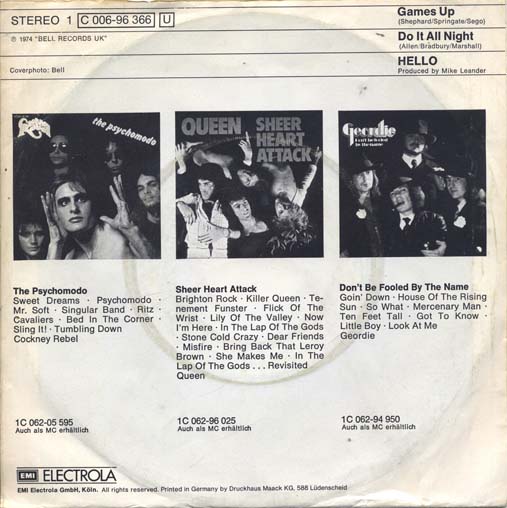 STEREO 1 C 006-96 366 U
℗ 1974 "BELL RECORDS UK"
Coverphoto: Bell
Games Up
(Shephard/Springate/Sego)
Do It All Night
(Allen/Bradbury/Marshall)
HELLO
Produced by Mike Leander
the psychomodo
QUEEN SHEER
HEART
ATTACK
Geordie
Don't be fooled
by the name
The Psychomodo
Sweet Dreams · Psychomodo ·
Mr. Soft · Singular Band · Ritz ·
Cavaliers · Bed In The Corner ·
Sling It! · Tumbling Down
Cockney Rebel
1C 062-05 595
Auch als MC erhältlich
Sheer Heart Attack
Brighton Rock · Killer Queen · Te-
nement Funster · Flick Of The
Wrist · Lily Of The Valley · Now
I'm Here · In the Lap Of The Gods
· Stone Cold Crazy · Dear Friends
· Misfire · Bring Back That Leroy
Brown · She Makes Me · In The
Lap Of The Gods . . . Revisited
Queen
1C 062-96 025
Auch als MC erhältlich
Don't Be Fooled By The Name
Goin' Down · House Of The Rising
Sun · So What · Mercenary Man ·
Ten Feet Tall · Got To Know ·
Little Boy · Look At Me
Geordie
1C 062-94 950
Auch als MC erhältlich
EMI ELECTROLA
EMI Electrola GmbH, Köln. All rights reserved. Printed in Germany by Druckhaus Maack KG, 588 Lüdenscheid